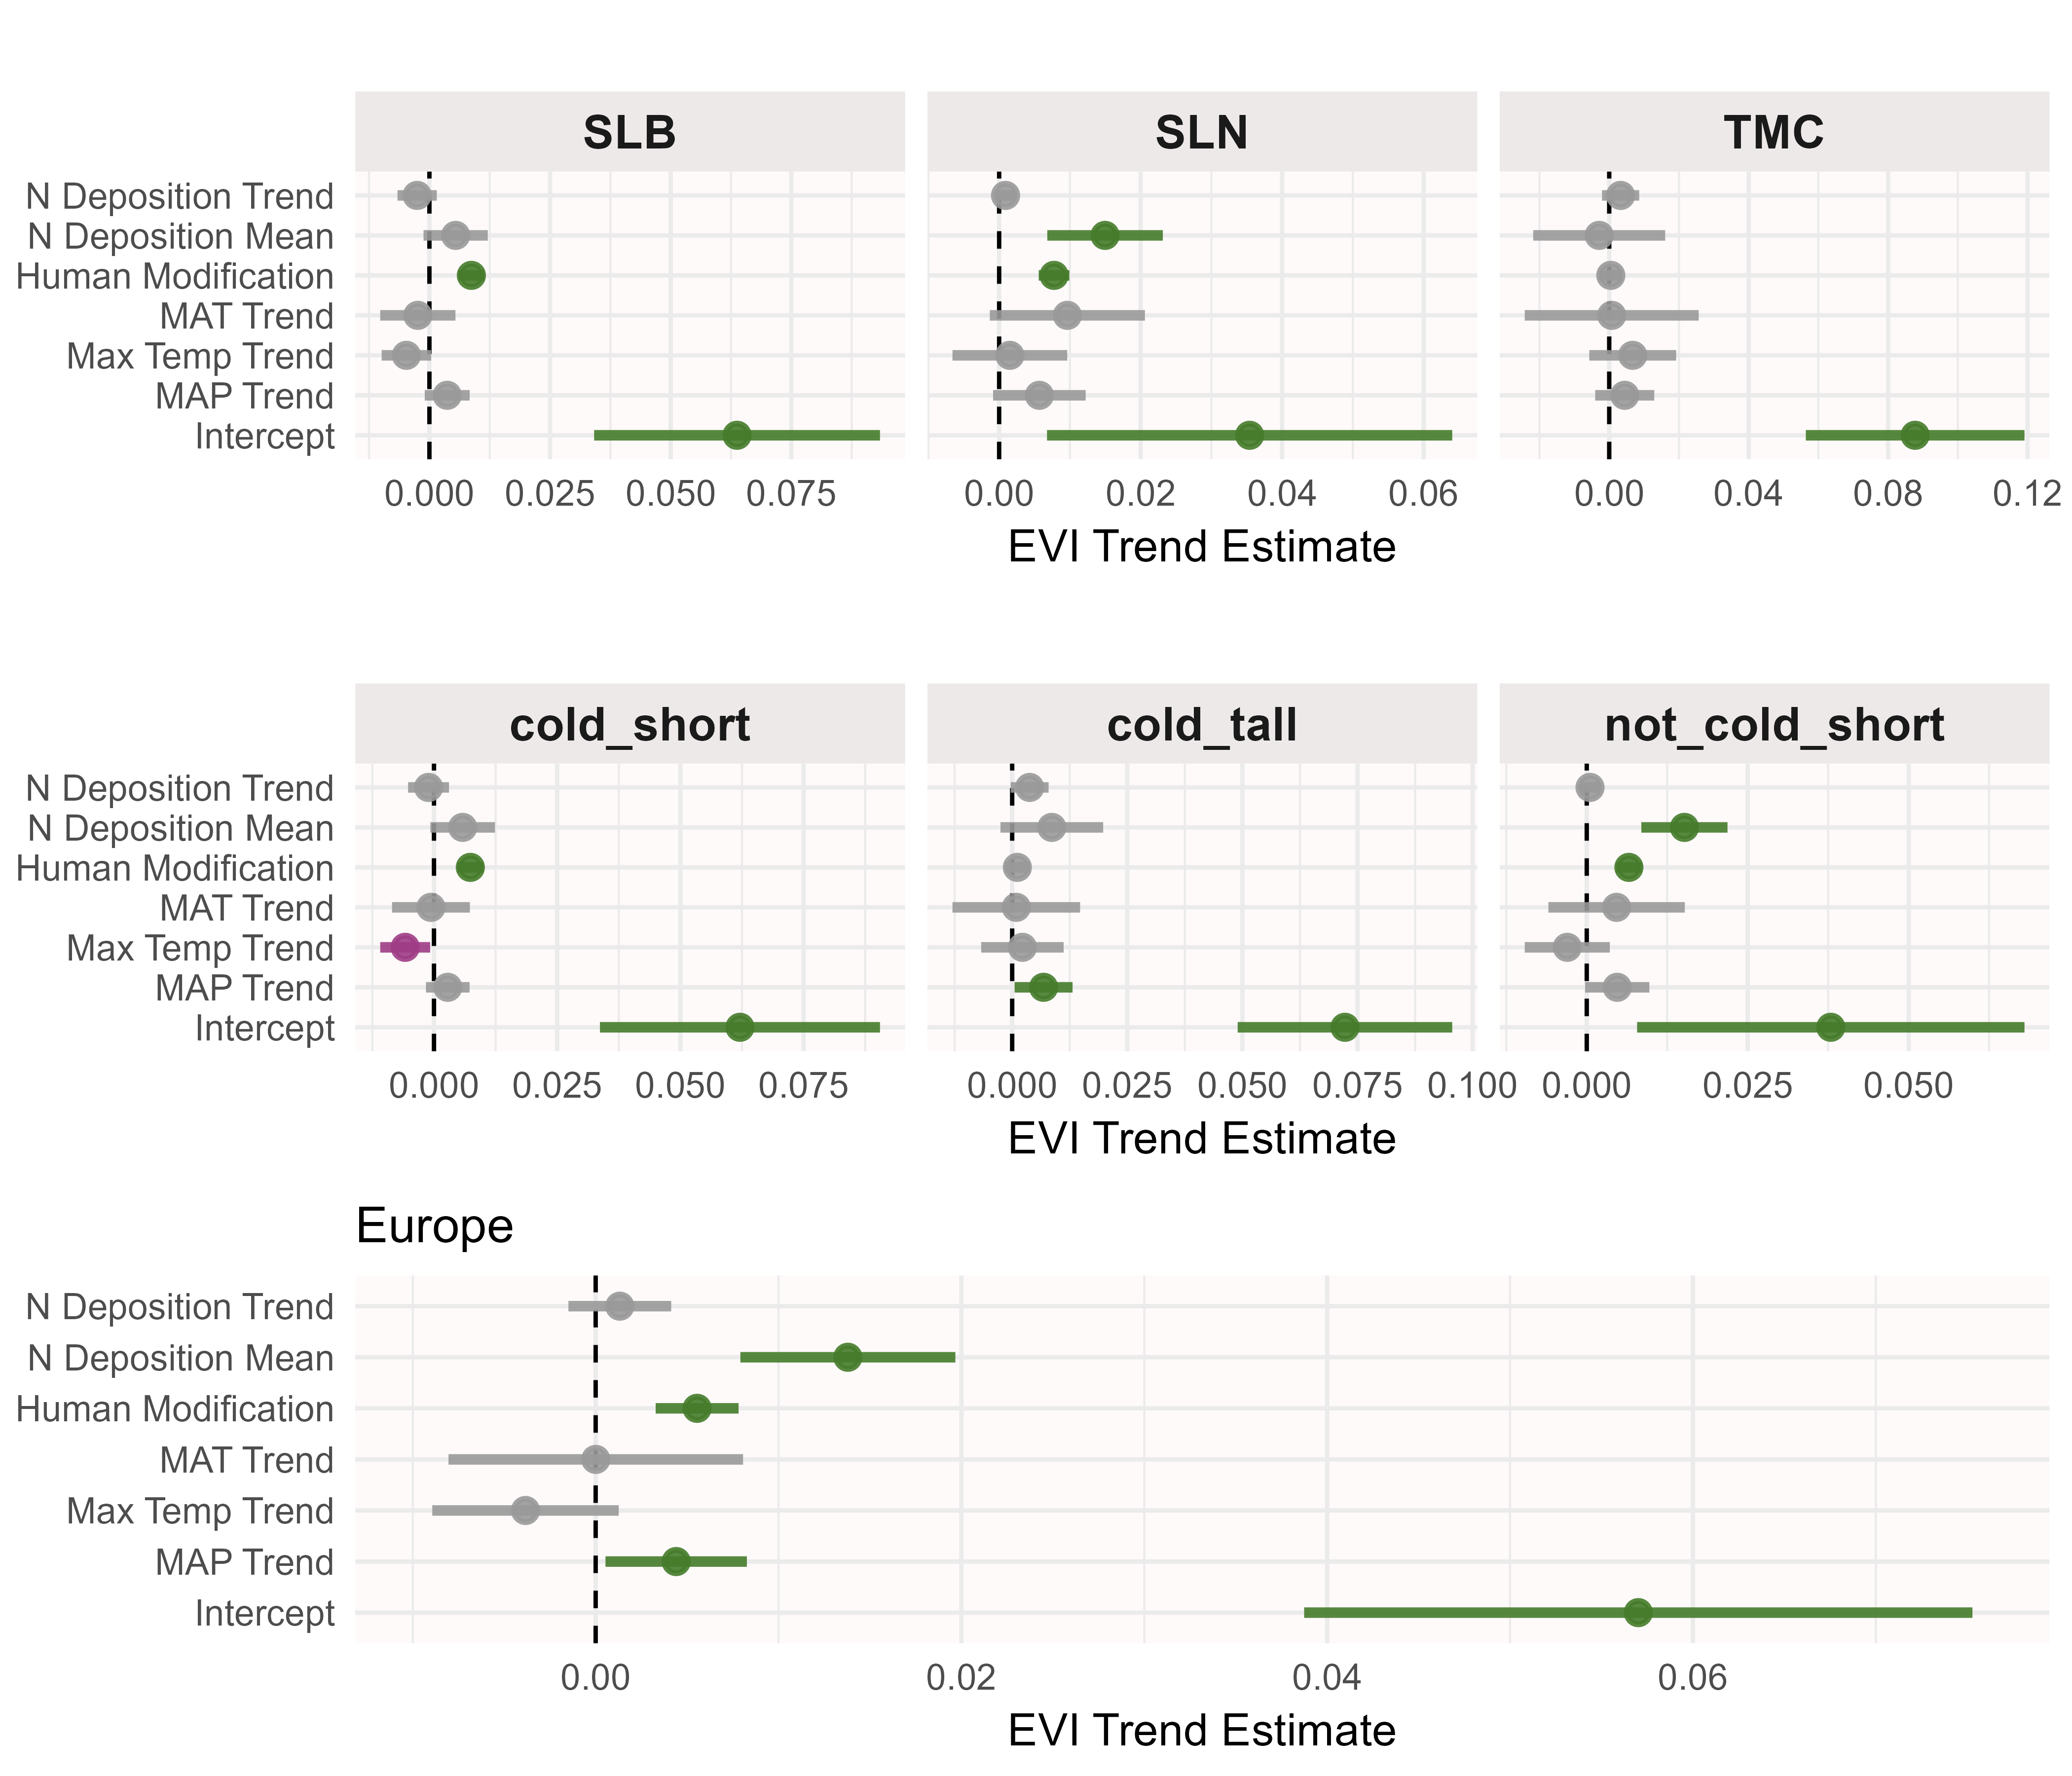 SLB SLN TMC
N Deposition Trend
N Deposition Mean
Human Modification
MAT Trend
Max Temp Trend
MAP Trend
Intercept
0.000 0.025 0.050 0.075 0.00 0.02 0.04 0.06 0.00 0.04 0.08 0.12
EVI Trend Estimate
cold_short cold_tall not_cold_short
N Deposition Trend
N Deposition Mean
Human Modification
MAT Trend
Max Temp Trend
MAP Trend
Intercept
0.000 0.025 0.050 0.075 0.000 0.025 0.050 0.075 0.100 0.000 0.025 0.050
EVI Trend Estimate
Europe
N Deposition Trend
N Deposition Mean
Human Modification
MAT Trend
Max Temp Trend
MAP Trend
Intercept
0.00 0.02 0.04 0.06
EVI Trend Estimate